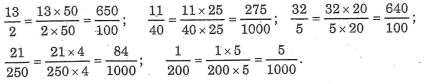 13/2 = 13 × 50/2 × 50 = 650/100; 11/40 = 11 × 25/40 × 25 = 275/1000; 32/5 = 32 × 20/5 × 20 = 640/100;
21/250 = 21 × 4/250 × 4 = 84/1000; 1/200 = 1 × 5/200 × 5 = 5/1000.